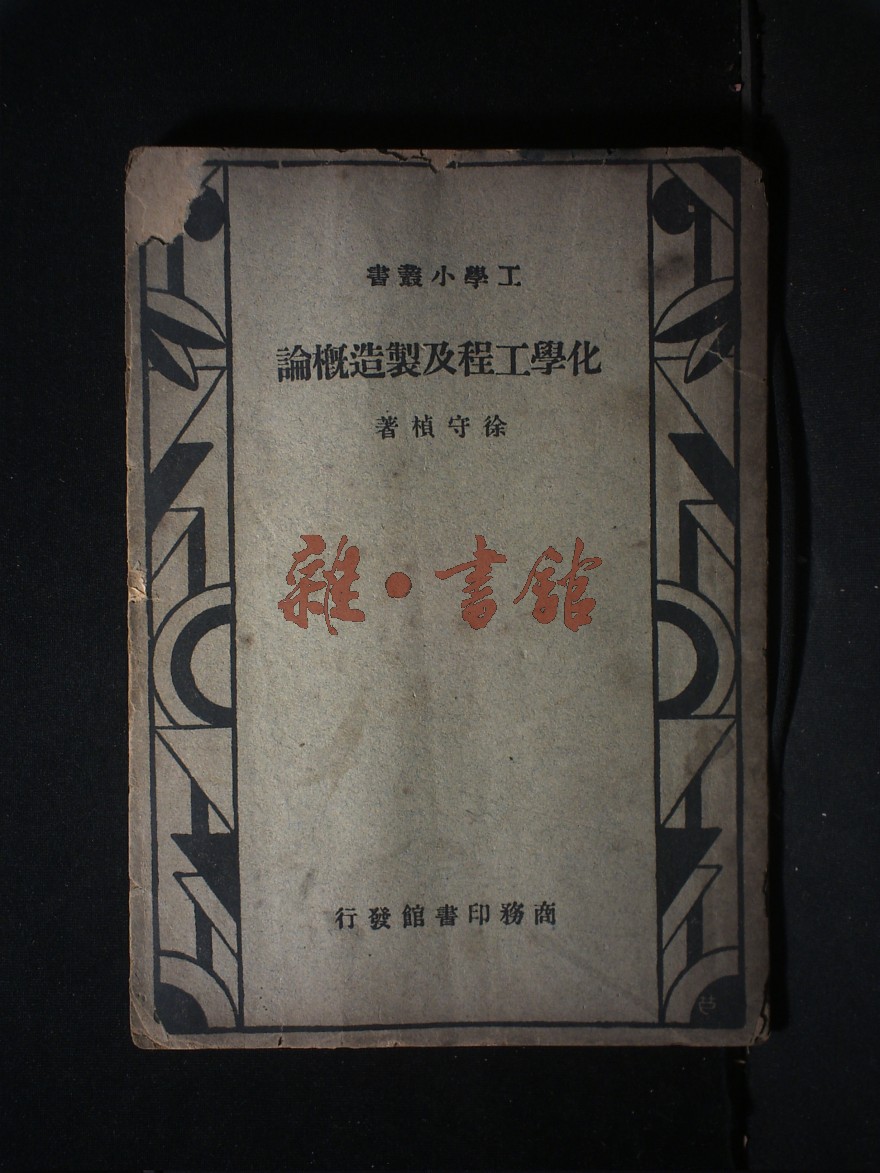 工學小叢書
化學工程及製造概論
徐守楨著
雜·書館
商務印書館發行